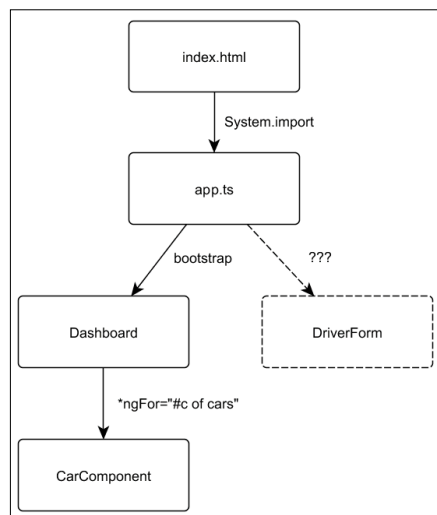 index.html
System.import
app.ts
bootstrap
???
Dashboard
DriverForm
*ngFor="#c of cars"
CarComponent